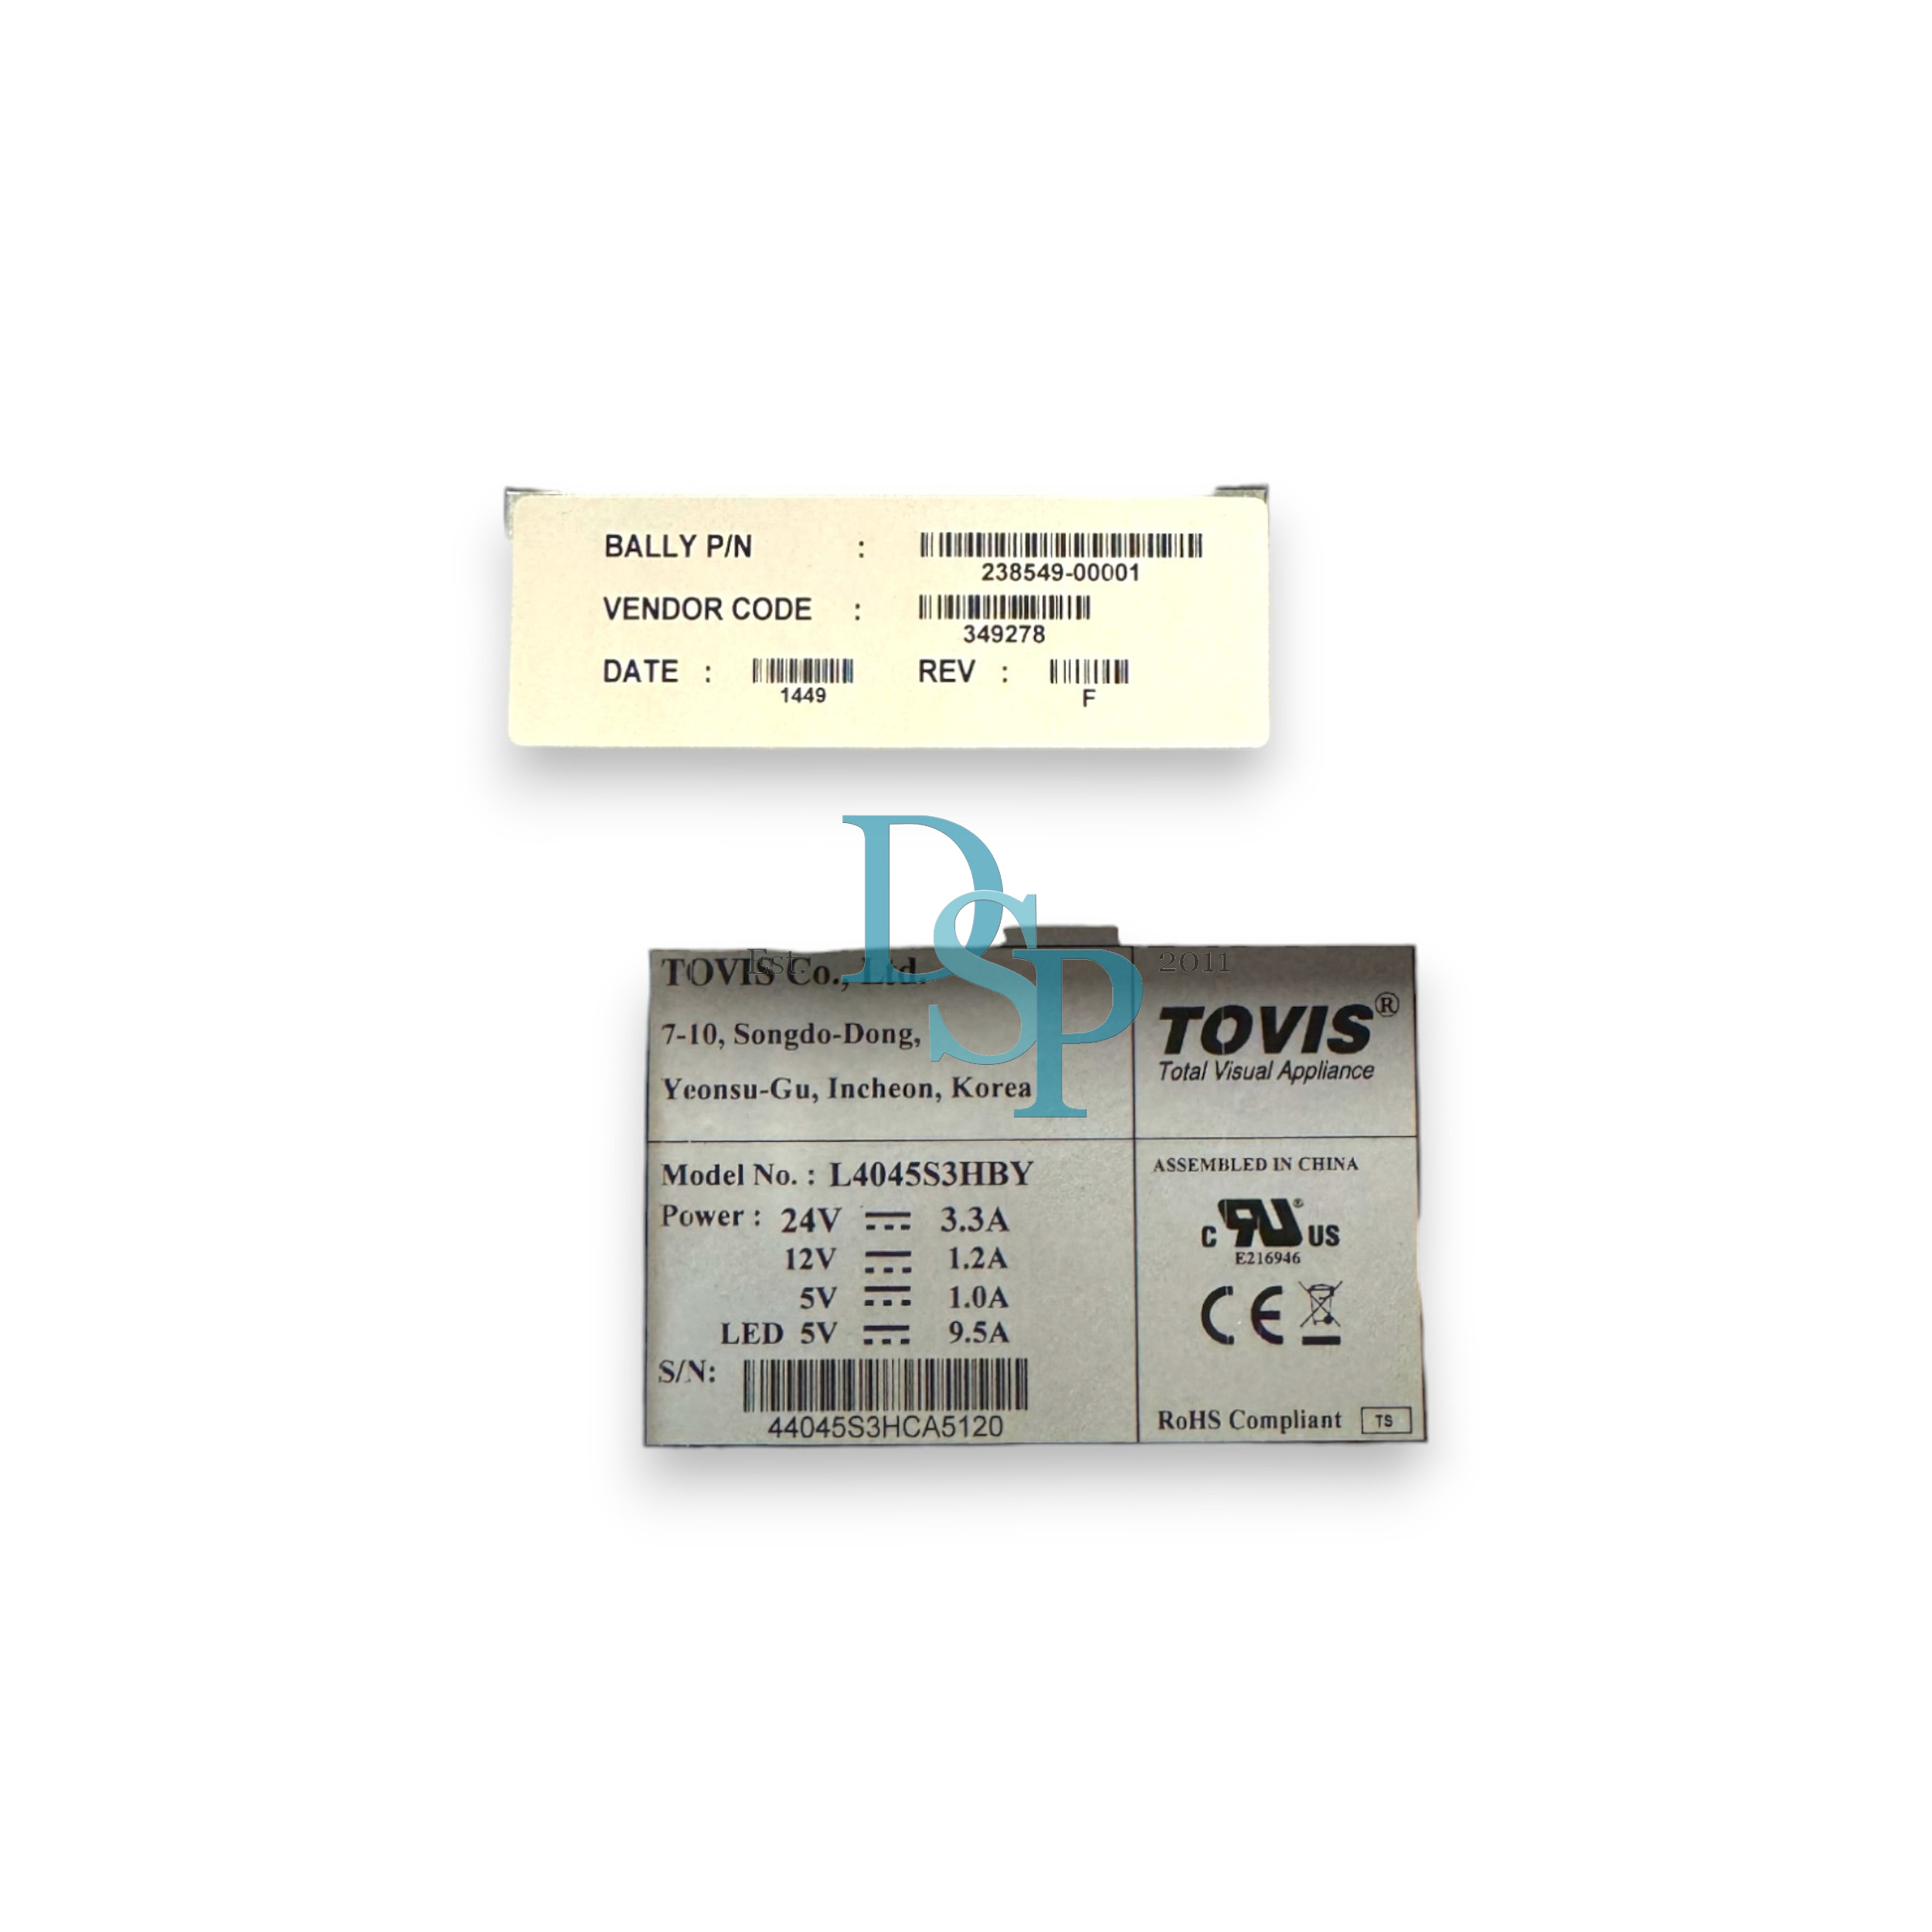 BALLY P/N :
238549-00001
VENDOR CODE :
349278
DATE : REV :
1449 F
DSP
Est. 2011
TOVIS Co., Ltd.
7-10, Songdo-Dong,
Yeonsu-Gu, Incheon, Korea
TOVIS®
Total Visual Appliance
Model No. : L4045S3HBY
Power : 24V 3.3A
12V 1.2A
5V 1.0A
LED 5V 9.5A
S/N:
44045S3HCA5120
ASSEMBLED IN CHINA
C RU® US
E216946
CE
RoHS Compliant TS